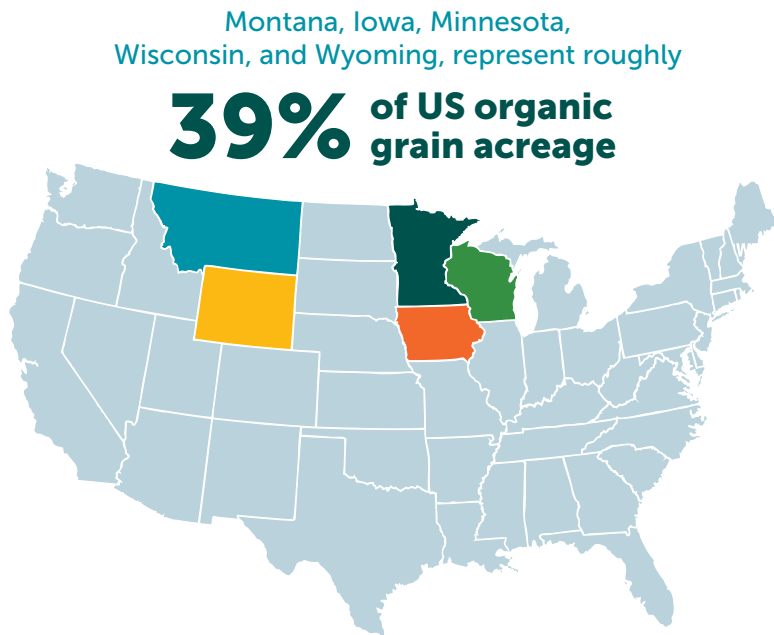 Montana, Iowa, Minnesota,
Wisconsin, and Wyoming, represent roughly
39% of US organic
grain acreage